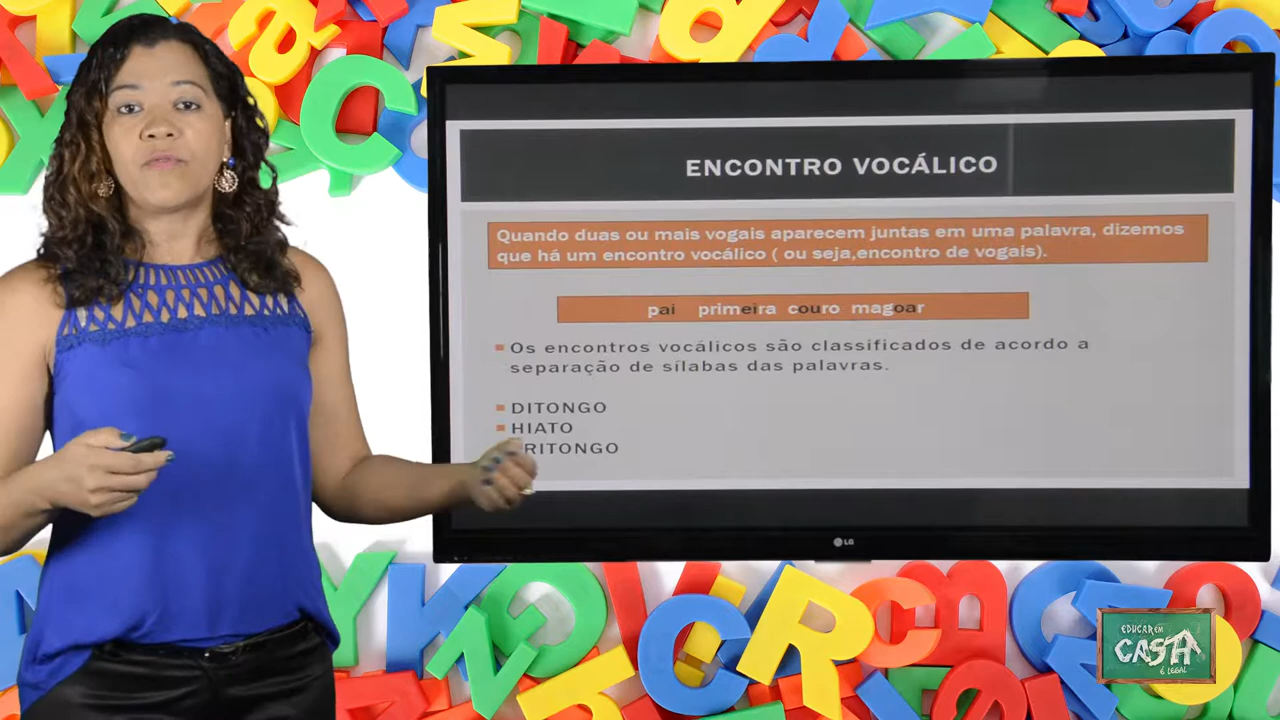 ENCONTRO VOCÁLICO
Quando duas ou mais vogais aparecem juntas em uma palavra, dizemos
que há um encontro vocálico ( ou seja,encontro de vogais).
pai primeira couro magoar
Os encontros vocálicos são classificados de acordo a
separação de sílabas das palavras.
DITONGO
HIATO
RITONGO
LG
EDUCAR EM
CASA
É LEGAL